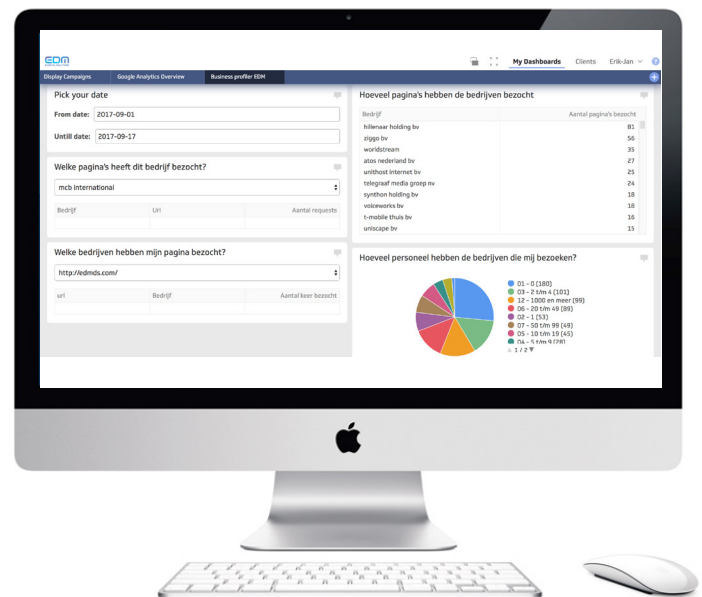 EDM
My Dashboards Clients Erik-Jan
Display Campaigns Google Analytics Overview Business profiler EDM
Pick your date
From date: 2017-09-01
Untill date: 2017-09-17
Welke pagina's heeft dit bedrijf bezocht?
mcb international
Bedrijf Url Aantal requests
Welke bedrijven hebben mijn pagina bezocht?
http://edmds.com/
url Bedrijf Aantal keer bezocht
Hoeveel pagina's hebben de bedrijven bezocht
Bedrijf Aantal pagina's bezocht
hillenaar holding bv 81
ziggo bv 56
worldstream 35
atos nederland bv 27
unithost internet bv 25
telegraaf media groep nv 24
synthon holding bv 18
voiceworks bv 18
t-mobile thuis bv 16
uniscape bv 15
Hoeveel personeel hebben de bedrijven die mij bezoeken?
01 - 0 (180)
03 - 2 t/m 4 (101)
12 - 1000 en meer (99)
06 - 20 t/m 49 (89)
02 - 1 (53)
07 - 50 t/m 99 (49)
05 - 10 t/m 19 (45)
04 - 5 t/m 9 (28)
1 / 2